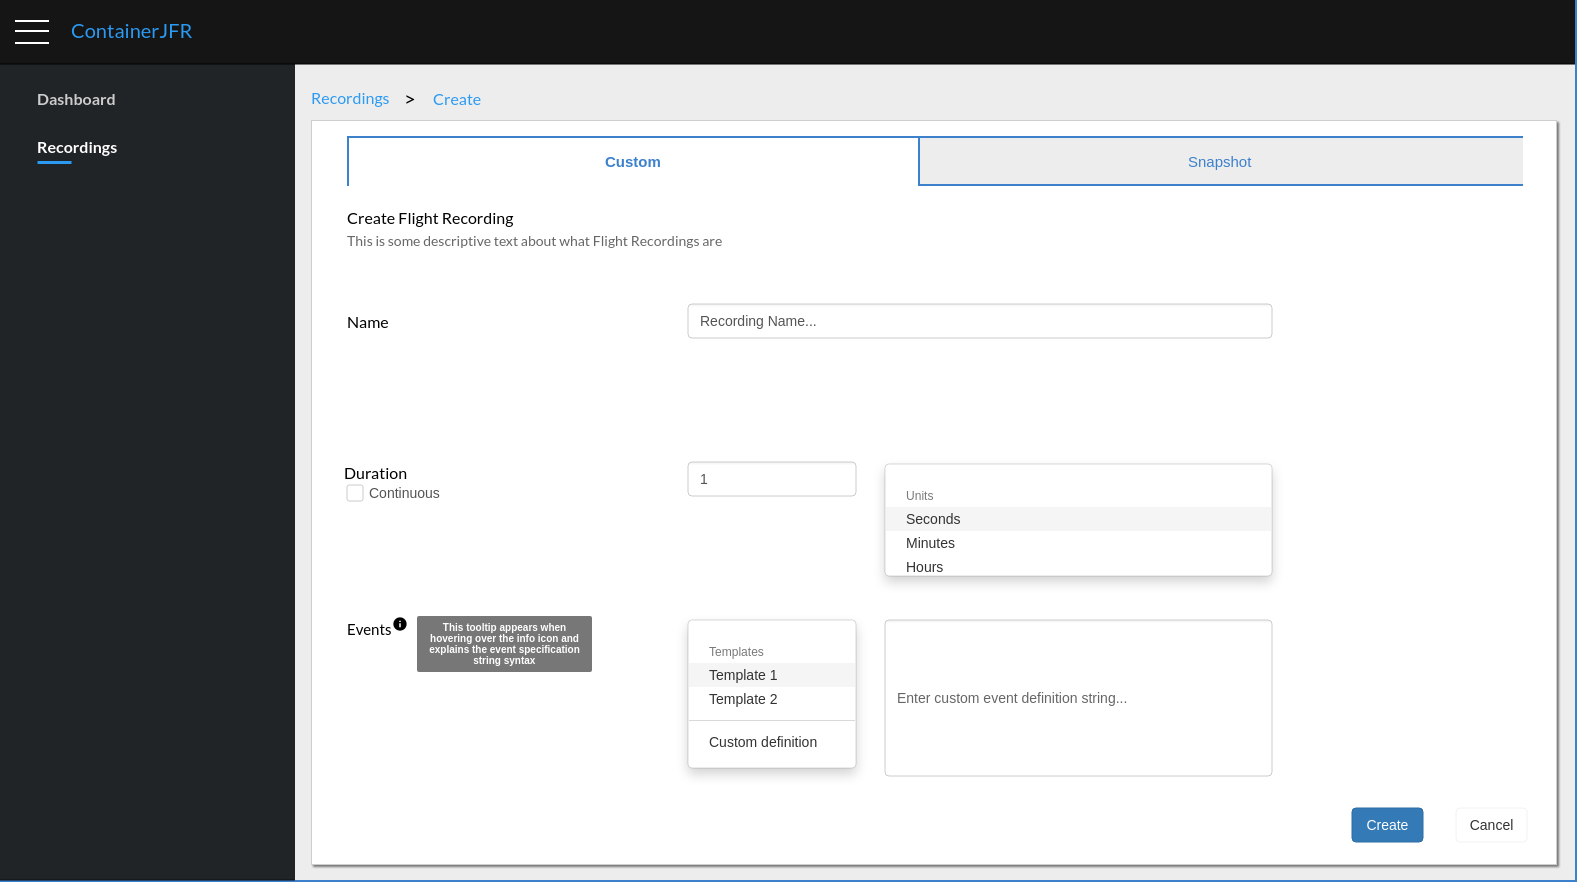 ContainerJFR
Dashboard
Recordings
Recordings > Create
Custom
Snapshot
Create Flight Recording
This is some descriptive text about what Flight Recordings are
Name
Recording Name...
Duration
Continuous
1
Units
Seconds
Minutes
Hours
Events
This tooltip appears when
hovering over the info icon and
explains the event specification
string syntax
Templates
Template 1
Template 2
Custom definition
Enter custom event definition string...
Create
Cancel